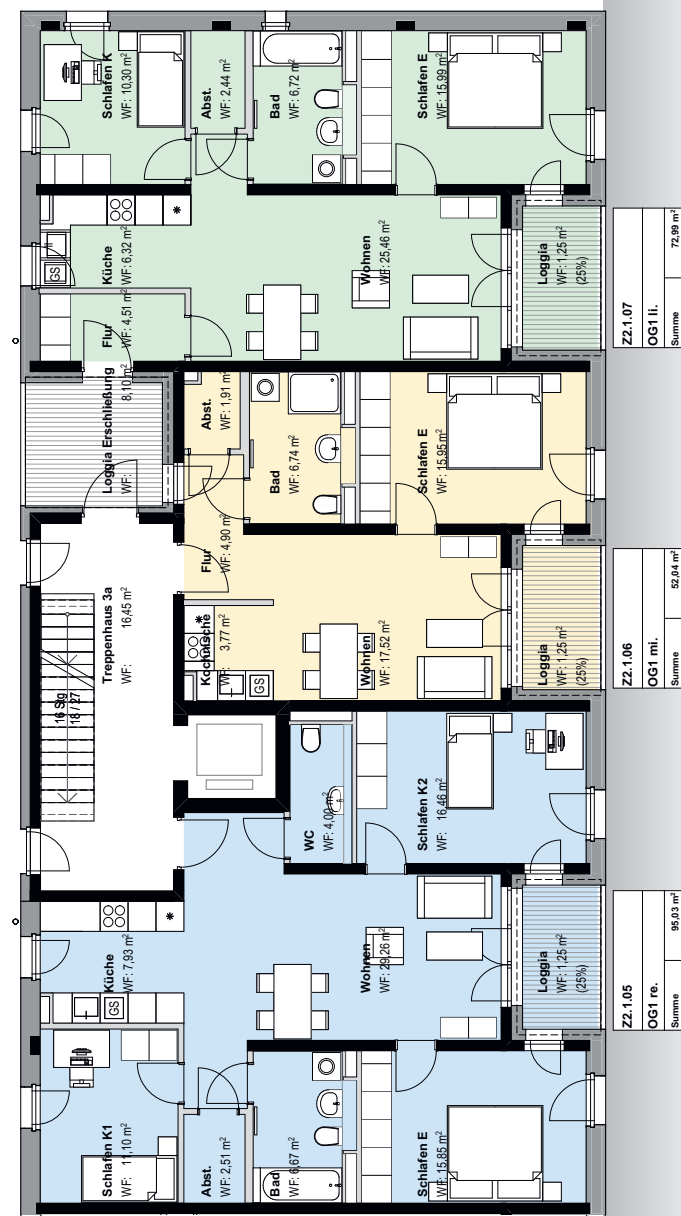 Schlafen K
WF: 10,30 m²
Abst.
WF: 2,44 m²
Bad
WF: 6,72 m²
Schlafen E
WF: 15,99 m²
GS
Küche
WF: 6,32 m²
*
Flur
WF: 4,51 m²
Wohnen
WF: 25,46 m²
Loggia
WF: 1,25 m²
(25%)
Z2.1.07
OG1 li.
Summe 72,99 m²
Loggia Erschließung
WF: 8,10 m²
Abst.
WF: 1,91 m²
Bad
WF: 6,74 m²
Schlafen E
WF: 15,95 m²
Flur
WF: 4,90 m²
Kochnische
WF: 3,77 m²
*
GS
Wohnen
WF: 17,52 m²
Loggia
WF: 1,25 m²
(25%)
Z2.1.06
OG1 mi.
Summe 52,04 m²
Treppenhaus 3a
WF: 16,45 m²
16 Stg
18 / 27
WC
WF: 4,00 m²
Schlafen K2
WF: 16,46 m²
Küche
WF: 7,93 m²
*
GS
Wohnen
WF: 29,26 m²
Loggia
WF: 1,25 m²
(25%)
Z2.1.05
OG1 re.
Summe 95,03 m²
Schlafen K1
WF: 11,10 m²
Abst.
WF: 2,51 m²
Bad
WF: 6,67 m²
Schlafen E
WF: 15,85 m²